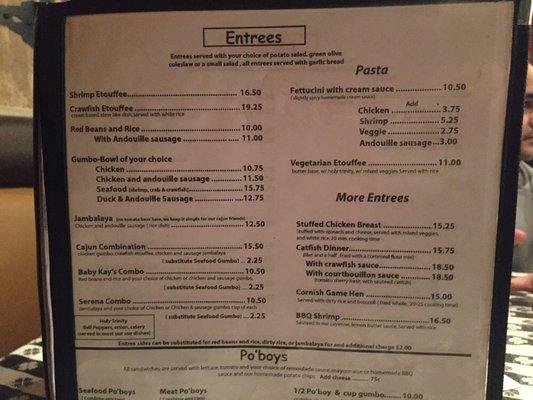 Entrees
Entrees served with your choice of potato salad, green olive
coleslaw or a small salad , all entrees served with garlic bread
Shrimp Etouffee 16.50
Crawfish Etouffee 19.25
cream based, stew like dish, served with white rice
Red Beans and Rice 10.00
With Andouille sausage 11.00
Gumbo-Bowl of your choice
Chicken 10.75
Chicken and andouille sausage 11.50
Seafood (shrimp, crab & crawfish) 15.75
Duck & Andouille Sausage 12.75
Jambalaya (no tomato base here, we keep it simple for our cajun friends)
Chicken and andouille sausage ( rice dish) 12.50
Cajun Combination 15.50
chicken gumbo, crawfish etouffee, chicken and sausage Jambalaya
( substitute Seafood Gumbo) 2.25
Baby Kay's Combo 10.50
Red beans and rice and your choice of chicken or chicken and sausage gumbo,
( substitute Seafood Gumbo) 2.25
Serena Combo 10.50
Jambalaya and your choice of Chicken or Chicken & sausage gumbo, cup of each
(substitute Seafood Gumbo) 2.25
Holy Trinity
Bell Peppers, onion, celery
(served in most our our dishes)
Pasta
Fettucini with cream sauce 10.50
( slightly spicy homemade cream sauce)
Add
Chicken 3.75
Shrimp 5.25
Veggie 2.75
Andouille sausage 3.00
Vegetarian Etouffee 11.00
butter base, w/ holy trinity, w/ mixed veggies Served with rice
More Entrees
Stuffed Chicken Breast 15.25
Stuffed with spinach and cheese, served with mixed veggies,
and white rice, 20 min. cooking time
Catfish Dinner 15.75
(filet and a half , fried with a cornmeal flour mix)
With crawfish sauce 18.50
With courtbouillon sauce 18.50
(tomato sherry base, with sauteed catfish)
Cornish Game Hen 15.00
Served with dirty rice and broccoli ( fried whole, 20-25 cooking time)
BBQ Shrimp 16.50
Sauteed in our cayenne, lemon butter sauce, Served with rice
Entree sides can be substituted for red beans and rice, dirty rice, or jambalaya for and additional charge $2.00
Po'boys
All sandwiches are served with lettuce, tomato and your choice of remoulade sauce, mayonnaise or homemade BBQ
sauce and our homemade potato chips Add cheese 75¢
Seafood Po'boys Meat Po'boys 1/2 Po'boy & cup gumbo 10.00